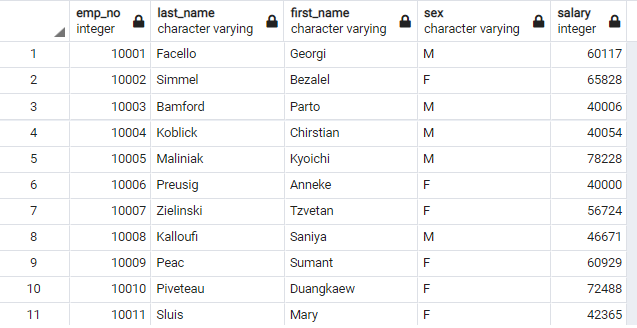 emp_no last_name first_name sex salary
integer character varying character varying character varying integer
1 10001 Facello Georgi M 60117
2 10002 Simmel Bezalel F 65828
3 10003 Bamford Parto M 40006
4 10004 Koblick Chirstian M 40054
5 10005 Maliniak Kyoichi M 78228
6 10006 Preusig Anneke F 40000
7 10007 Zielinski Tzvetan F 56724
8 10008 Kalloufi Saniya M 46671
9 10009 Peac Sumant F 60929
10 10010 Piveteau Duangkaew F 72488
11 10011 Sluis Mary F 42365